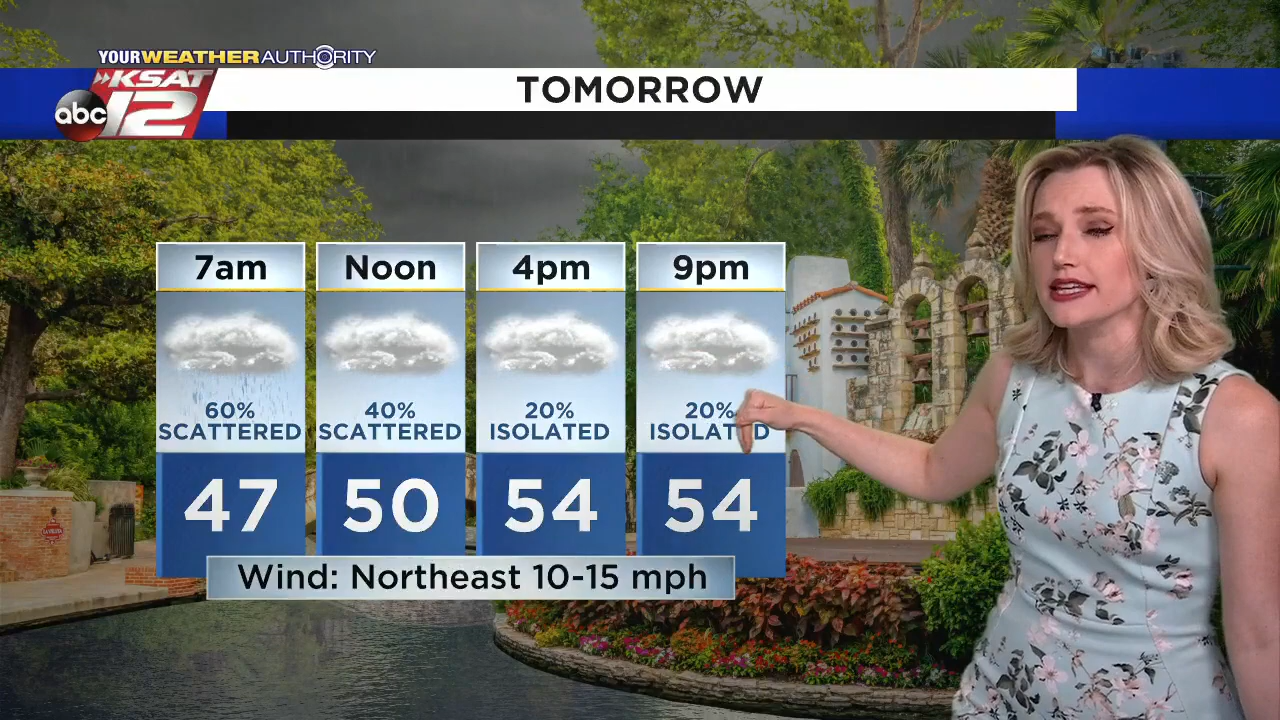 YOUR WEATHER AUTHORITY
KSAT
abc 12
TOMORROW
7am Noon 4pm 9pm
60% 40% 20% 20%
SCATTERED SCATTERED ISOLATED ISOLATED
47 50 54 54
Wind: Northeast 10-15 mph